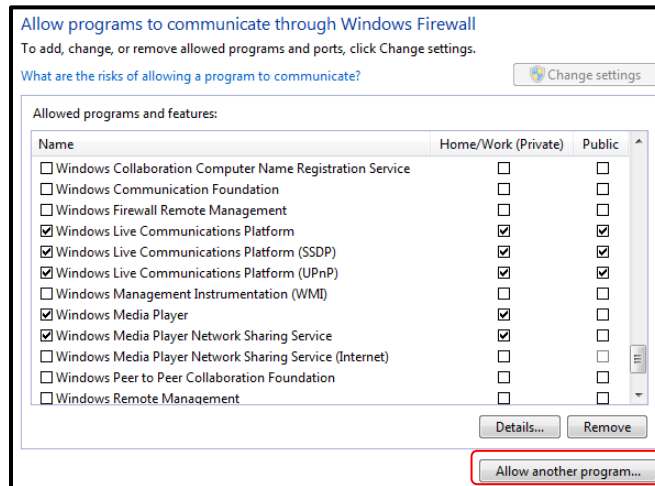 Allow programs to communicate through Windows Firewall
To add, change, or remove allowed programs and ports, click Change settings.
What are the risks of allowing a program to communicate?
Change settings
Allowed programs and features:
Name Home/Work (Private) Public
Windows Collaboration Computer Name Registration Service
Windows Communication Foundation
Windows Firewall Remote Management
Windows Live Communications Platform
Windows Live Communications Platform (SSDP)
Windows Live Communications Platform (UPnP)
Windows Management Instrumentation (WMI)
Windows Media Player
Windows Media Player Network Sharing Service
Windows Media Player Network Sharing Service (Internet)
Windows Peer to Peer Collaboration Foundation
Windows Remote Management
Details... Remove
Allow another program...